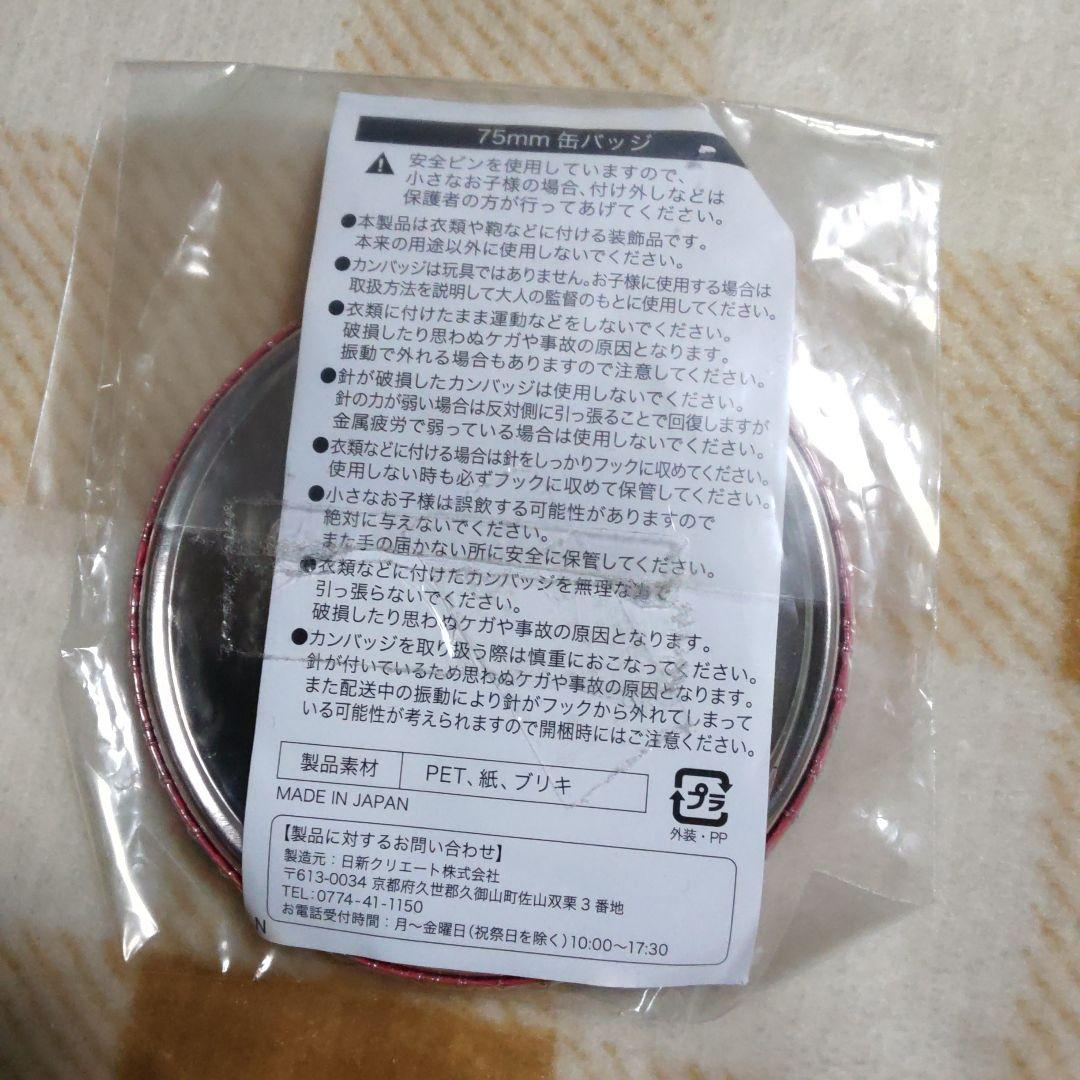 75mm 缶バッジ
安全ピンを使用していますので、
小さなお子様の場合、付け外しなどは
保護者の方が行ってあげてください。
●本製品は衣類や鞄などに付ける装飾品です。
本来の用途以外に使用しないでください。
●カンバッジは玩具ではありません。お子様に使用する場合は
取扱方法を説明して大人の監督のもとに使用してください。
●衣類に付けたまま運動などをしないでください。
破損したり思わぬケガや事故の原因となります。
振動で外れる場合もありますので注意してください。
●針が破損したカンバッジは使用しないでください。
針の力が弱い場合は反対側に引っ張ることで回復しますが
金属疲労で弱っている場合は使用しないでください。
●衣類などに付ける場合は針をしっかりフックに収めてください。
使用しない時も必ずフックに収めて保管してください。
●小さなお子様は誤飲する可能性がありますので
絶対に与えないでください。
また手の届かない所に安全に保管してください。
●衣類などに付けたカンバッジを無理な力で
引っ張らないでください。
破損したり思わぬケガや事故の原因となります。
●カンバッジを取り扱う際は慎重におこなってください。
針が付いているため思わぬケガや事故の原因となります。
また配送中の振動により針がフックから外れてしまって
いる可能性が考えられますので開梱時にはご注意ください。
製品素材 PET、紙、ブリキ
MADE IN JAPAN
プラ
外装・PP
【製品に対するお問い合わせ】
製造元：日新クリエート株式会社
〒613-0034 京都府久世郡久御山町佐山双栗3番地
TEL：0774-41-1150
お電話受付時間：月～金曜日（祝祭日を除く）10:00～17:30
N